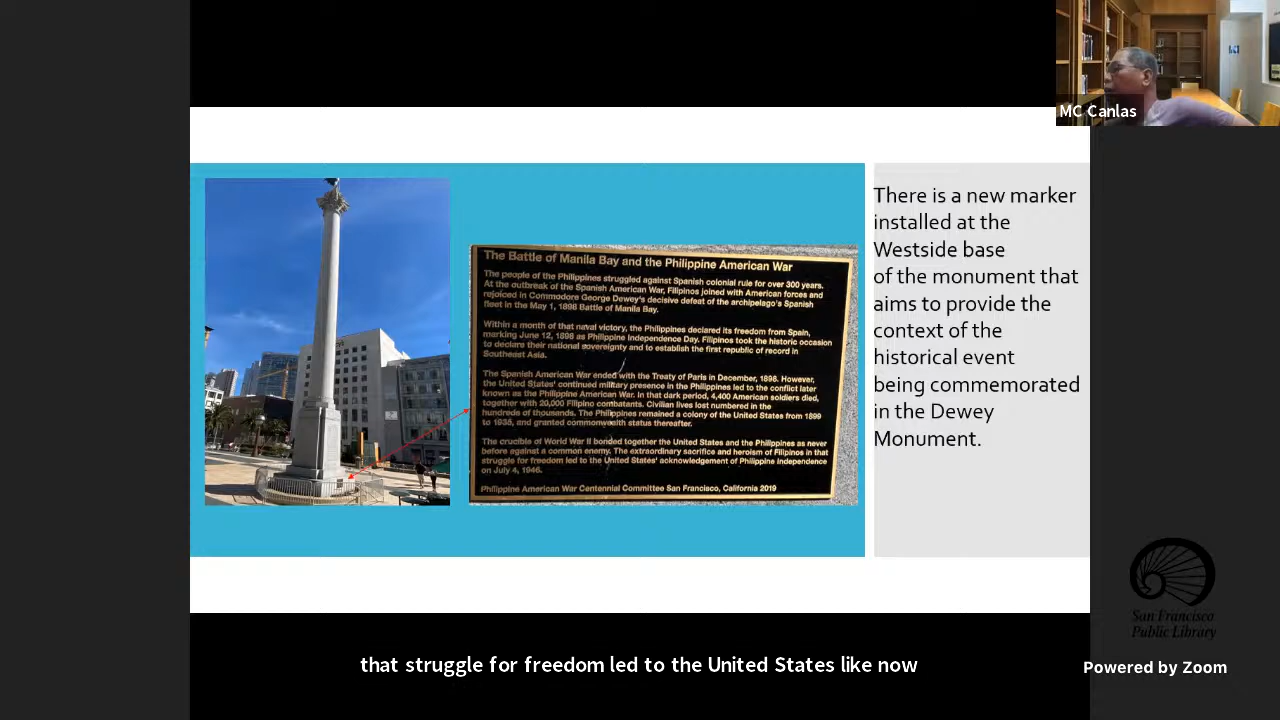 MC Canlas
The Battle of Manila Bay and the Philippine American War
The people of the Philippines struggled against Spanish colonial rule for over 300 years.
At the outbreak of the Spanish American War, Filipinos joined with American forces and
rejoiced in Commodore George Dewey's decisive defeat of the archipelago's Spanish
fleet in the May 1, 1898 Battle of Manila Bay.
Within a month of that naval victory, the Philippines declared its freedom from Spain,
marking June 12, 1898 as Philippine Independence Day. Filipinos took the historic occasion
to declare their national sovereignty and to establish the first republic of record in
Southeast Asia.
The Spanish American War ended with the Treaty of Paris in December, 1898. However,
the United States' continued military presence in the Philippines led to the conflict later
known as the Philippine American War. In that dark period, 4,400 American soldiers died,
together with 20,000 Filipino combatants. Civilian lives lost numbered in the
hundreds of thousands. The Philippines remained a colony of the United States from 1899
to 1935, and granted commonwealth status thereafter.
The crucible of World War II bonded together the United States and the Philippines as never
before against a common enemy. The extraordinary sacrifice and heroism of Filipinos in that
struggle for freedom led to the United States' acknowledgement of Philippine Independence
on July 4, 1946.
Philippine American War Centennial Committee San Francisco, California 2019
There is a new marker
installed at the
Westside base
of the monument that
aims to provide the
context of the
historical event
being commemorated
in the Dewey
Monument.
San Francisco
Public Library
that struggle for freedom led to the United States like now
Powered by Zoom